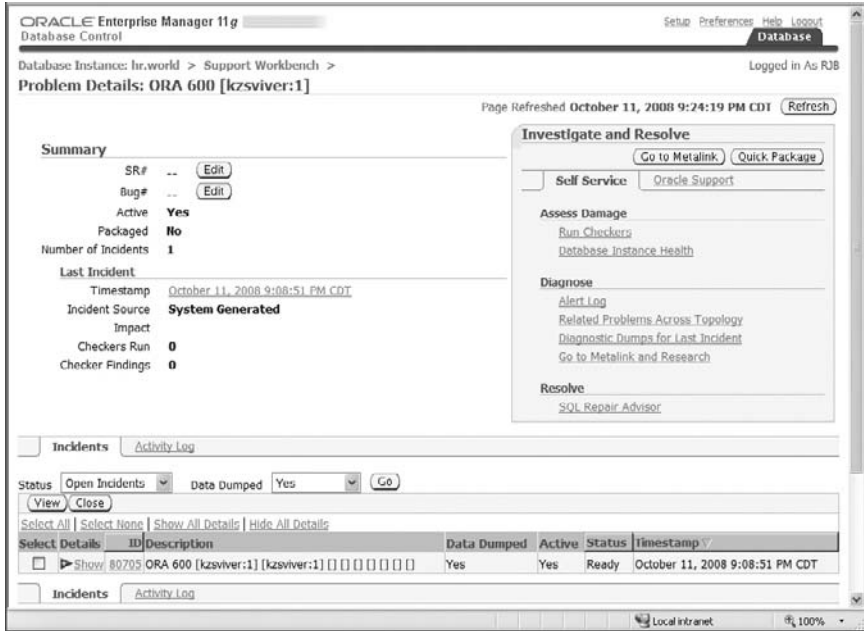 ORACLE Enterprise Manager 11g
Database Control
Setup Preferences Help Logout
Database
Database Instance: hr.world > Support Workbench >
Logged in As RJB
Problem Details: ORA 600 [kzsviver:1]
Page Refreshed October 11, 2008 9:24:19 PM CDT Refresh
Summary
SR# -- Edit
Bug# -- Edit
Active Yes
Packaged No
Number of Incidents 1
Last Incident
Timestamp October 11, 2008 9:08:51 PM CDT
Incident Source System Generated
Impact
Checkers Run 0
Checker Findings 0
Investigate and Resolve
Go to Metalink Quick Package
Self Service Oracle Support
Assess Damage
Run Checkers
Database Instance Health
Diagnose
Alert Log
Related Problems Across Topology
Diagnostic Dumps for Last Incident
Go to Metalink and Research
Resolve
SQL Repair Advisor
Incidents Activity Log
Status Open Incidents Data Dumped Yes Go
View Close
Select All | Select None | Show All Details | Hide All Details
Select Details ID Description Data Dumped Active Status Timestamp
Show 80705 ORA 600 [kzsviver:1] [kzsviver:1] [] [] [] [] [] [] Yes Yes Ready October 11, 2008 9:08:51 PM CDT
Incidents Activity Log
Local intranet 100%